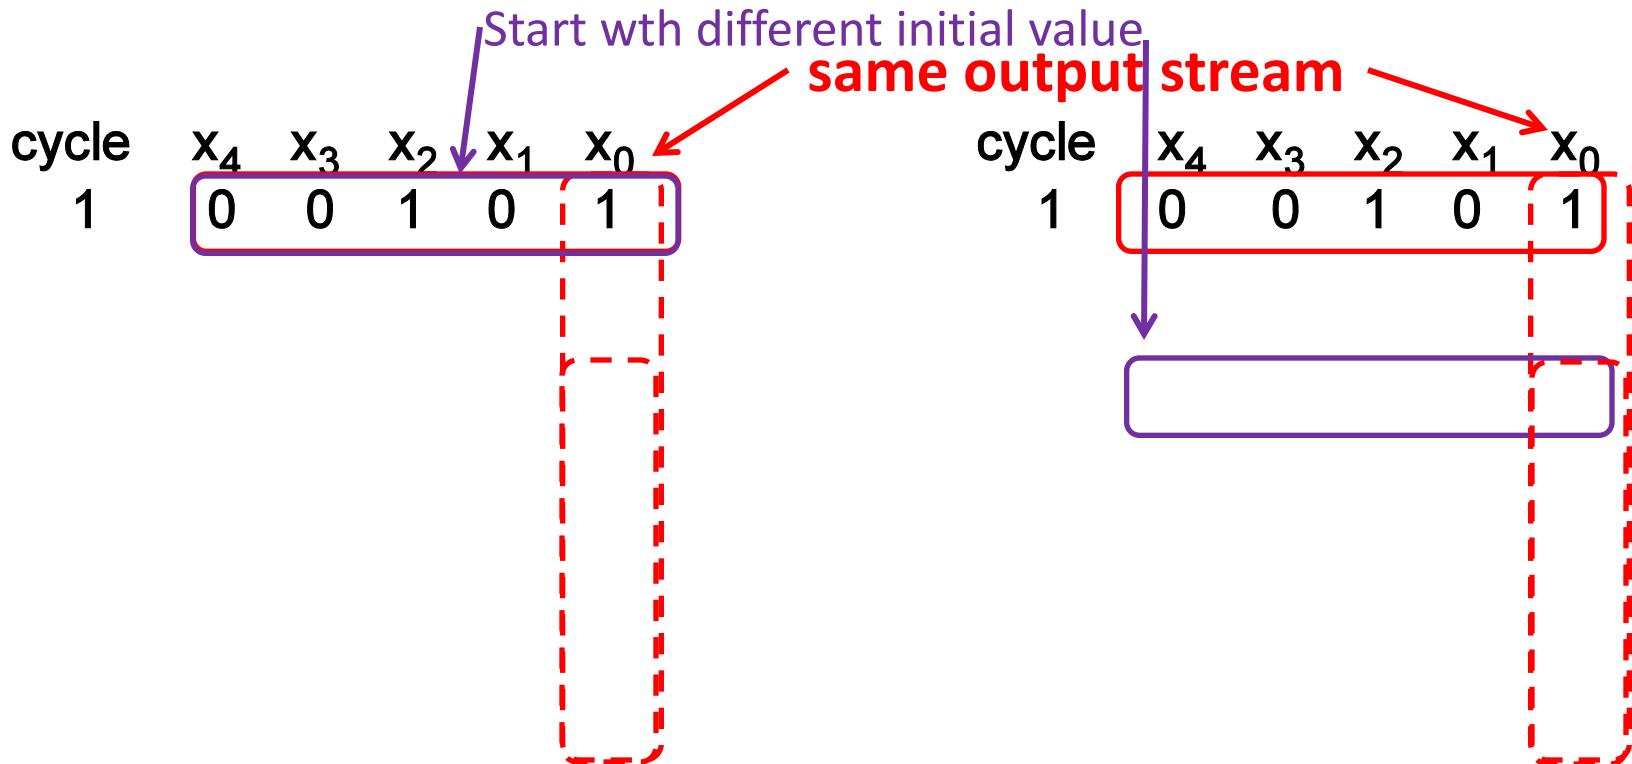 Start wth different initial value
same output stream
cycle x₄ x₃ x₂ x₁ x₀
1 0 0 1 0 1
cycle x₄ x₃ x₂ x₁ x₀
1 0 0 1 0 1